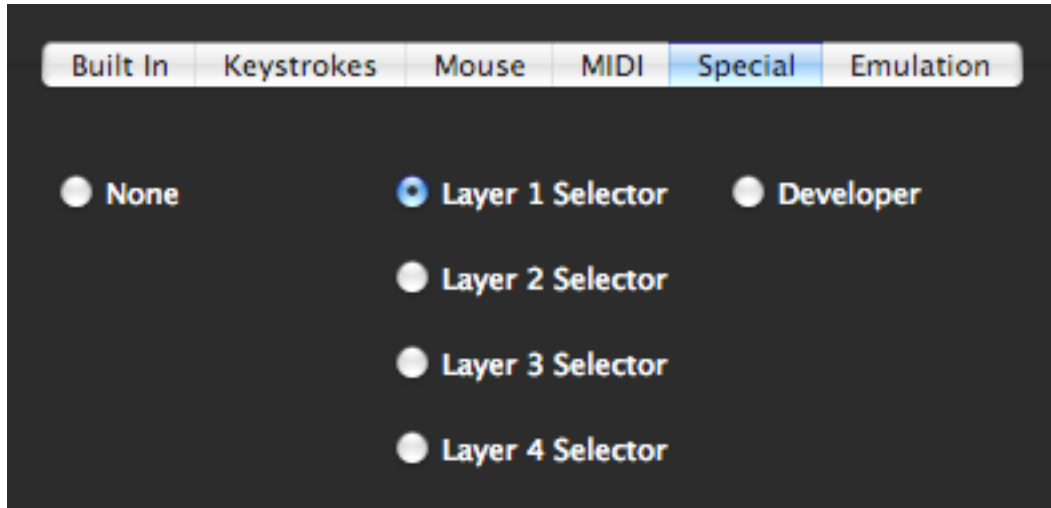 Built In Keystrokes Mouse MIDI Special Emulation
None Layer 1 Selector Developer
Layer 2 Selector
Layer 3 Selector
Layer 4 Selector